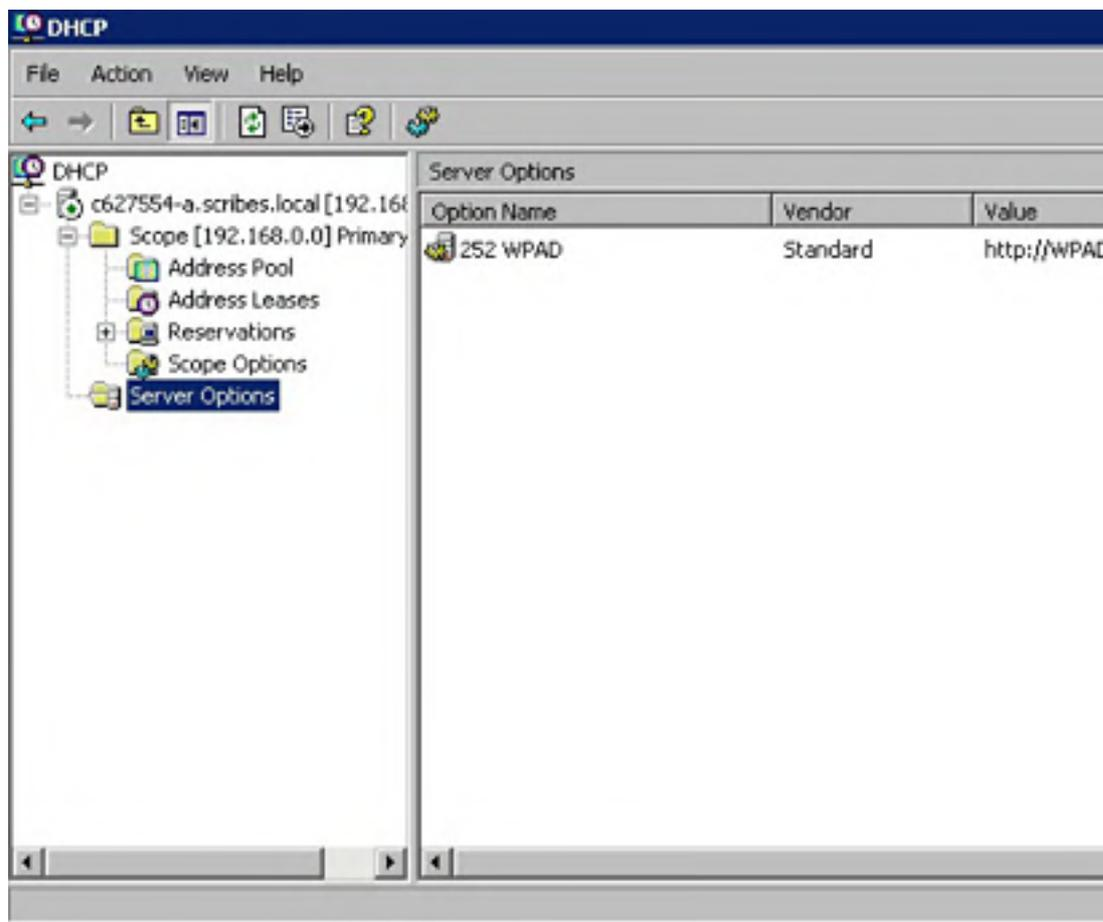 DHCP
File Action View Help
DHCP
c627554-a.scribes.local [192.168
Scope [192.168.0.0] Primary
Address Pool
Address Leases
Reservations
Scope Options
Server Options
Server Options
Option Name Vendor Value
252 WPAD Standard http://WPAD